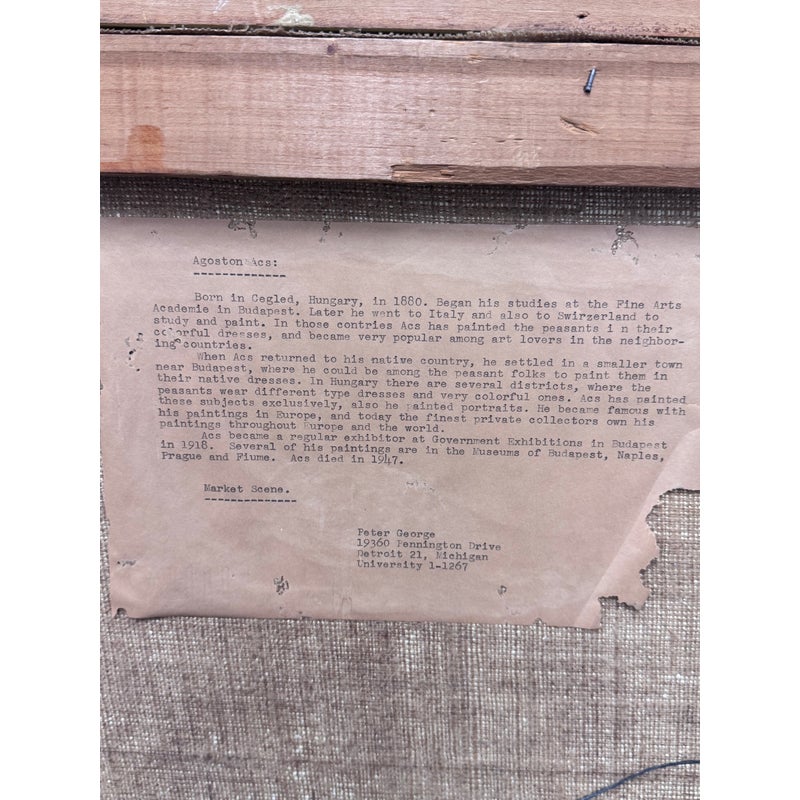 Agoston Acs:
Born in Cegled, Hungary, in 1880. Began his studies at the Fine Arts
Academie in Budapest. Later he went to Italy and also to Swirzerland to
study and paint. In those contries Acs has painted the peasants i n their
colorful dresses, and became very popular among art lovers in the neighbor-
ing countries.
When Acs returned to his native country, he settled in a smaller town
near Budapest, where he could be among the peasant folks to paint them in
their native dresses. In Hungary there are several districts, where the
peasants wear different type dresses and very colorful ones. Acs has painted
these subjects exclusively, also he painted portraits. He became famous with
his paintings in Europe, and today the finest private collectors own his
paintings throughout Europe and the world.
Acs became a regular exhibitor at Government Exhibitions in Budapest
in 1918. Several of his paintings are in the Museums of Budapest, Naples,
Prague and Fiume. Acs died in 1947.
Market Scene.
Peter George
19360 Pennington Drive
Detroit 21, Michigan
University 1-1267